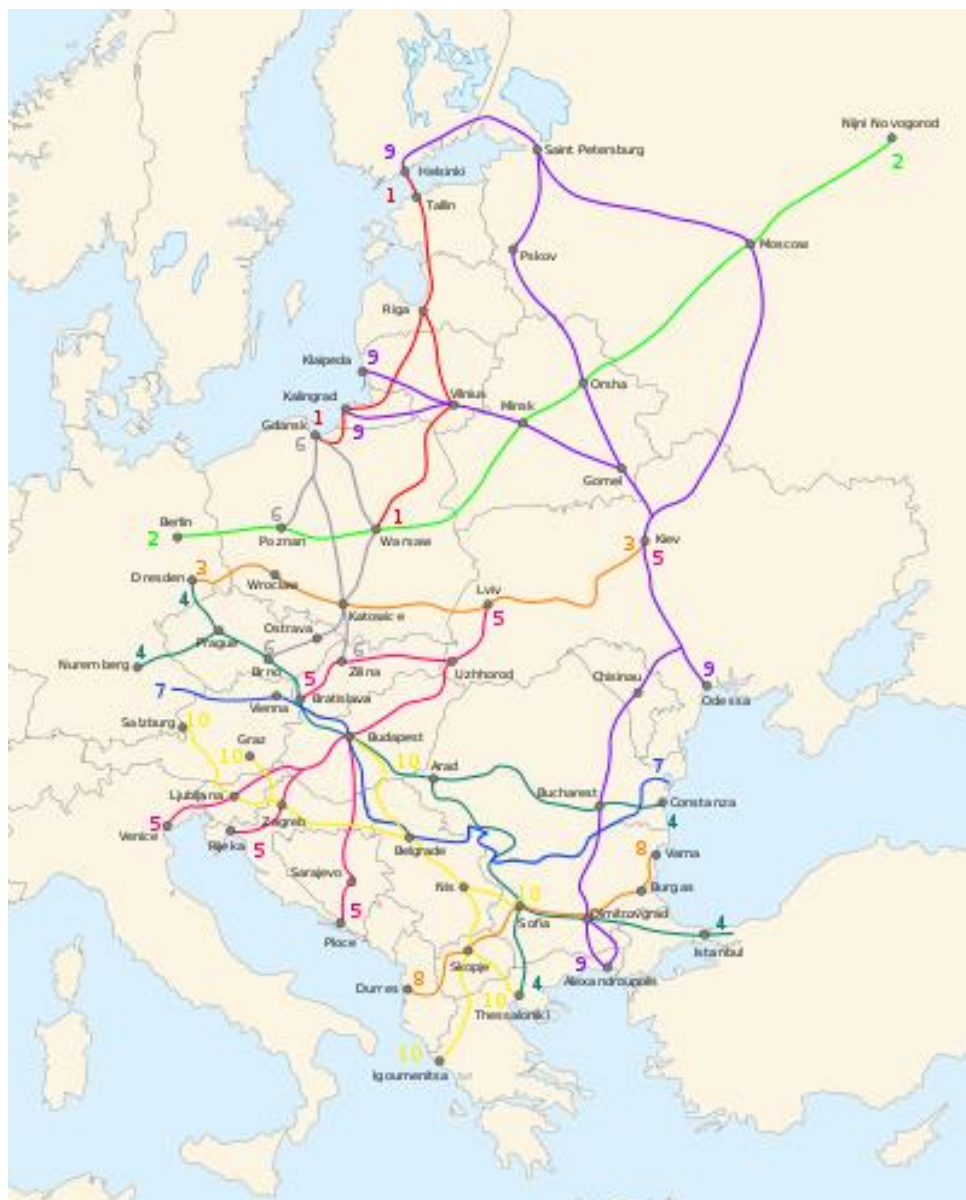 Nijni Novogorod
2
9
Saint Petersburg
Helsinki
1
Tallin
Moscow
Pskov
Riga
Klaipeda
9
Orsha
Kalingrad
Vilnius
Minsk
1
Gdansk
9
6
Gomel
6
1
Berlin
2
Poznan
Warsaw
3
Kiev
5
Dresden
3
Wroclaw
4
Lviv
Katowice
5
Ostrava
Prague
4
6
6
Nuremberg
Brno
Zilina
Uzhhorod
9
5
Chisinau
7
Vienna
Bratislava
Odessa
Salzburg
10
Graz
Budapest
10
10
Arad
7
Ljubljana
Bucharest
Constanza
5
Zagreb
4
Venice
Rijeka
5
Belgrade
8
Varna
Sarajevo
Nis
10
Burgas
5
Sofia
Dimitrovgrad
4
Ploce
Istanbul
Skopje
9
8
4
Alexandroupolis
Durres
10
Thessaloniki
10
Igoumenitsa